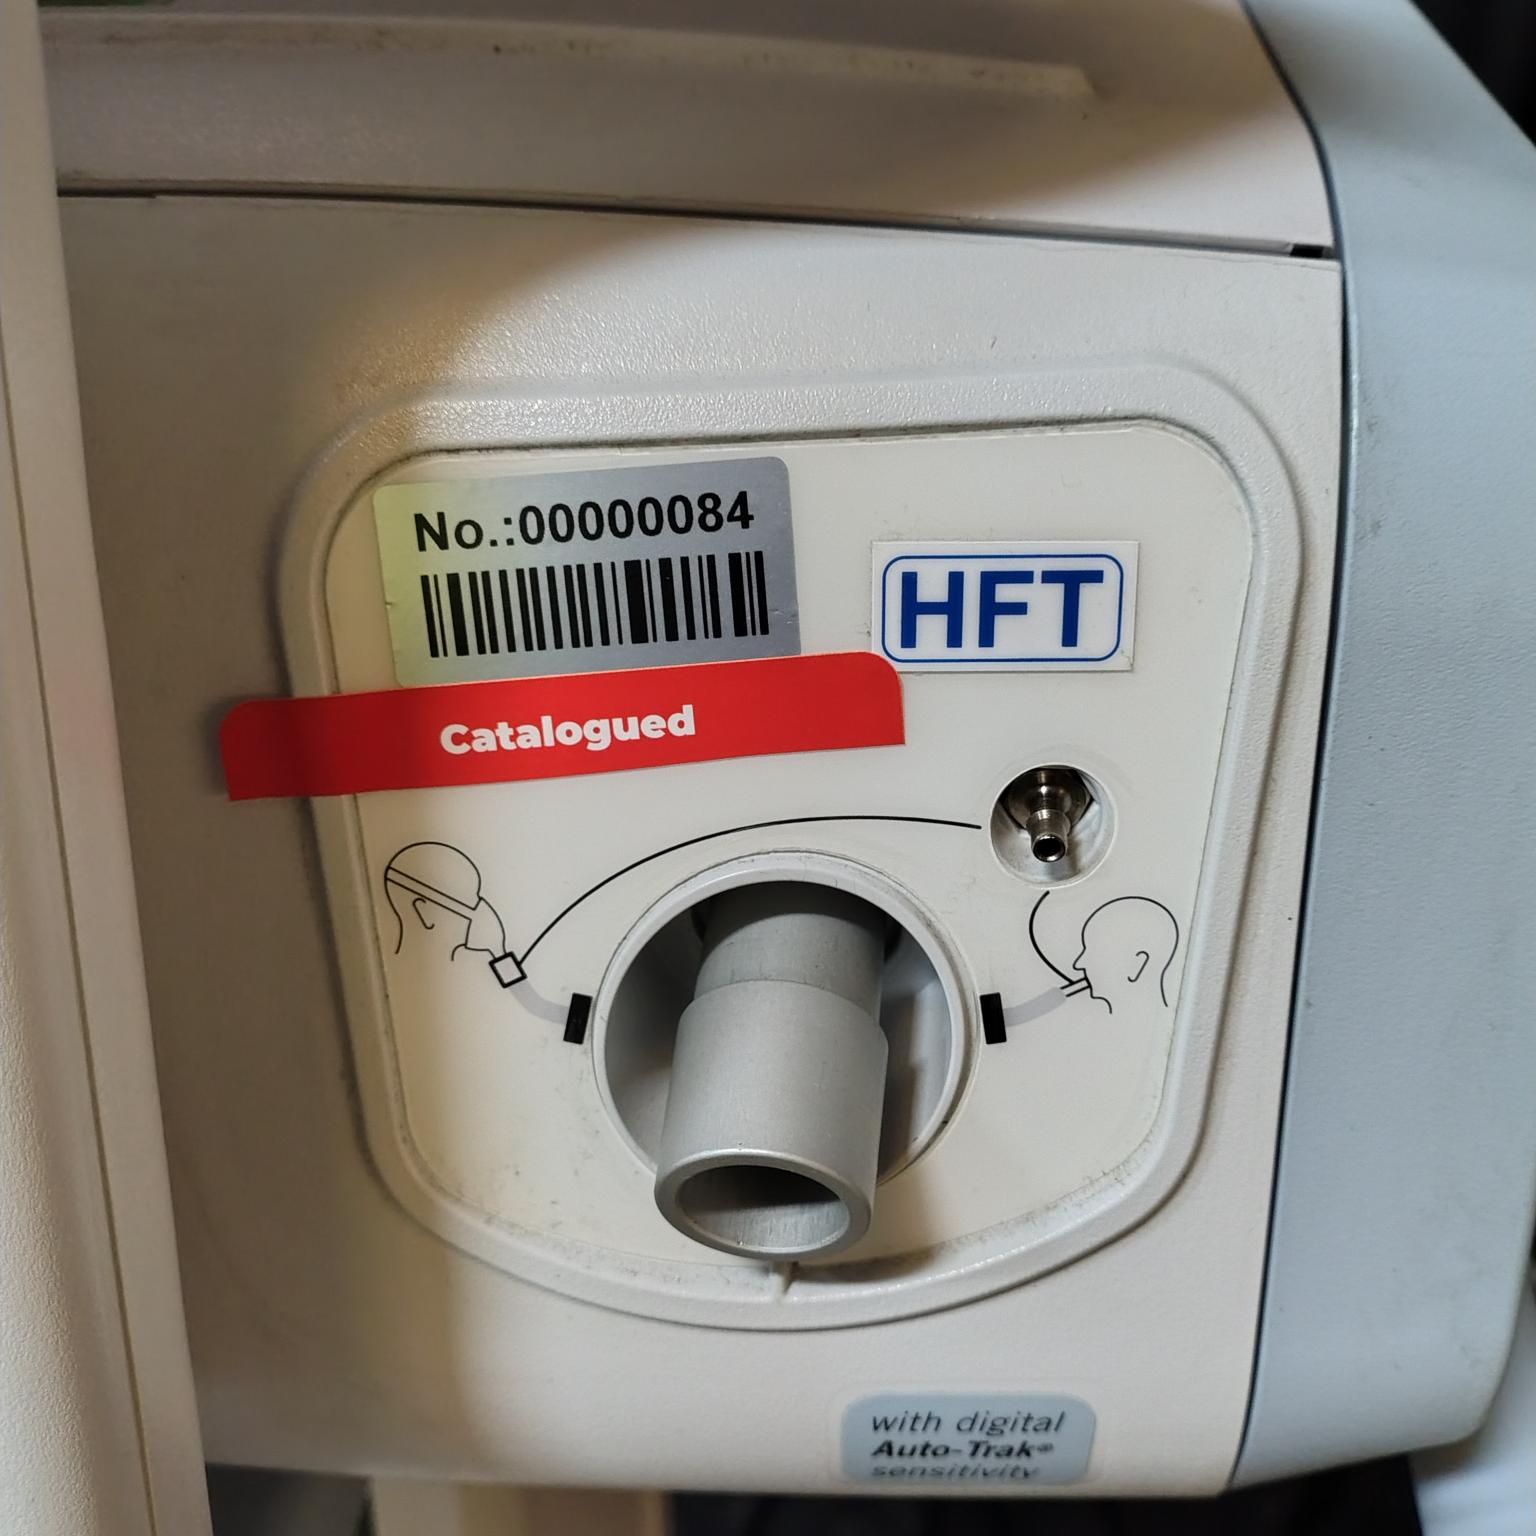 No.:00000084
HFT
Catalogued
with digital
Auto-Trak®
sensitivity